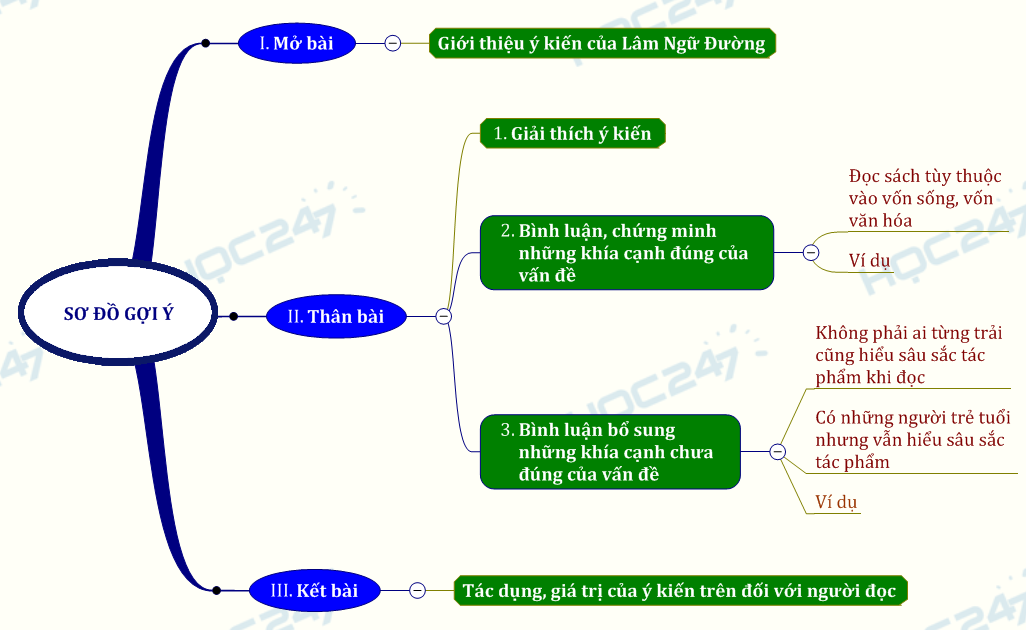 SƠ ĐỒ GỢI Ý
I. Mở bài
Giới thiệu ý kiến của Lâm Ngữ Đường
II. Thân bài
1. Giải thích ý kiến
2. Bình luận, chứng minh
những khía cạnh đúng của
vấn đề
Đọc sách tùy thuộc
vào vốn sống, vốn
văn hóa
Ví dụ
3. Bình luận bổ sung
những khía cạnh chưa
đúng của vấn đề
Không phải ai từng trải
cũng hiểu sâu sắc tác
phẩm khi đọc
Có những người trẻ tuổi
nhưng vẫn hiểu sâu sắc
tác phẩm
Ví dụ
III. Kết bài
Tác dụng, giá trị của ý kiến trên đối với người đọc
HỌC247
HỌC247
HỌC247